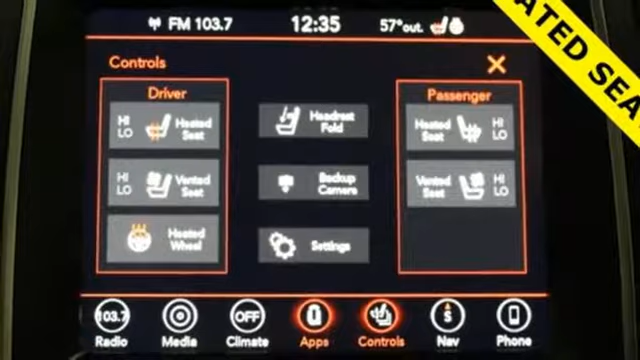 FM 103.7 12:35 57°out.
ATED SEA
Controls
Driver
HI
LO
Heated
Seat
HI
LO
Vented
Seat
Heated
Wheel
Headrest
Fold
Backup
Camera
Settings
Passenger
Heated
Seat
HI
LO
Vented
Seat
HI
LO
103.7 OFF S
Radio Media Climate Apps Controls Nav Phone